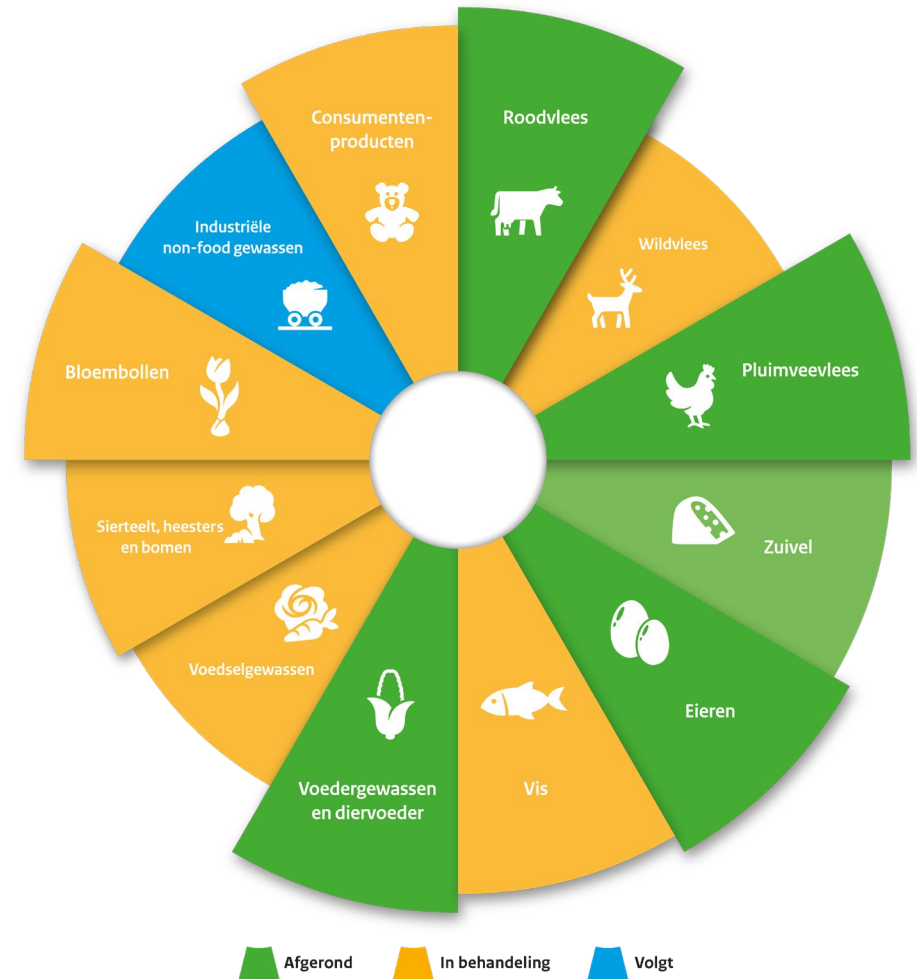 Consumenten-
producten
Roodvlees
Wildvlees
Pluimveevlees
Zuivel
Eieren
Vis
Voedergewassen
en diervoeder
Voedselgewassen
Sierteelt, heesters
en bomen
Bloembollen
Industriële
non-food gewassen
Afgerond
In behandeling
Volgt